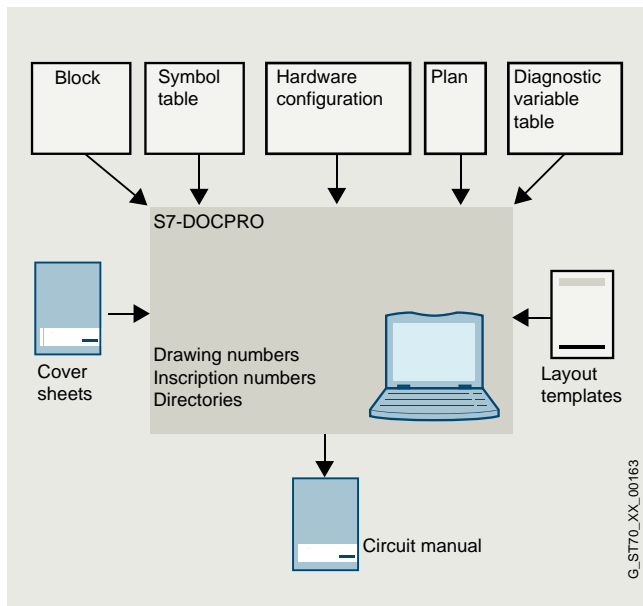 Block
Symbol
table
Hardware
configuration
Plan
Diagnostic
variable
table
S7-DOCPRO
Cover
sheets
Drawing numbers
Inscription numbers
Directories
Layout
templates
Circuit manual
G_ST70_XX_00163